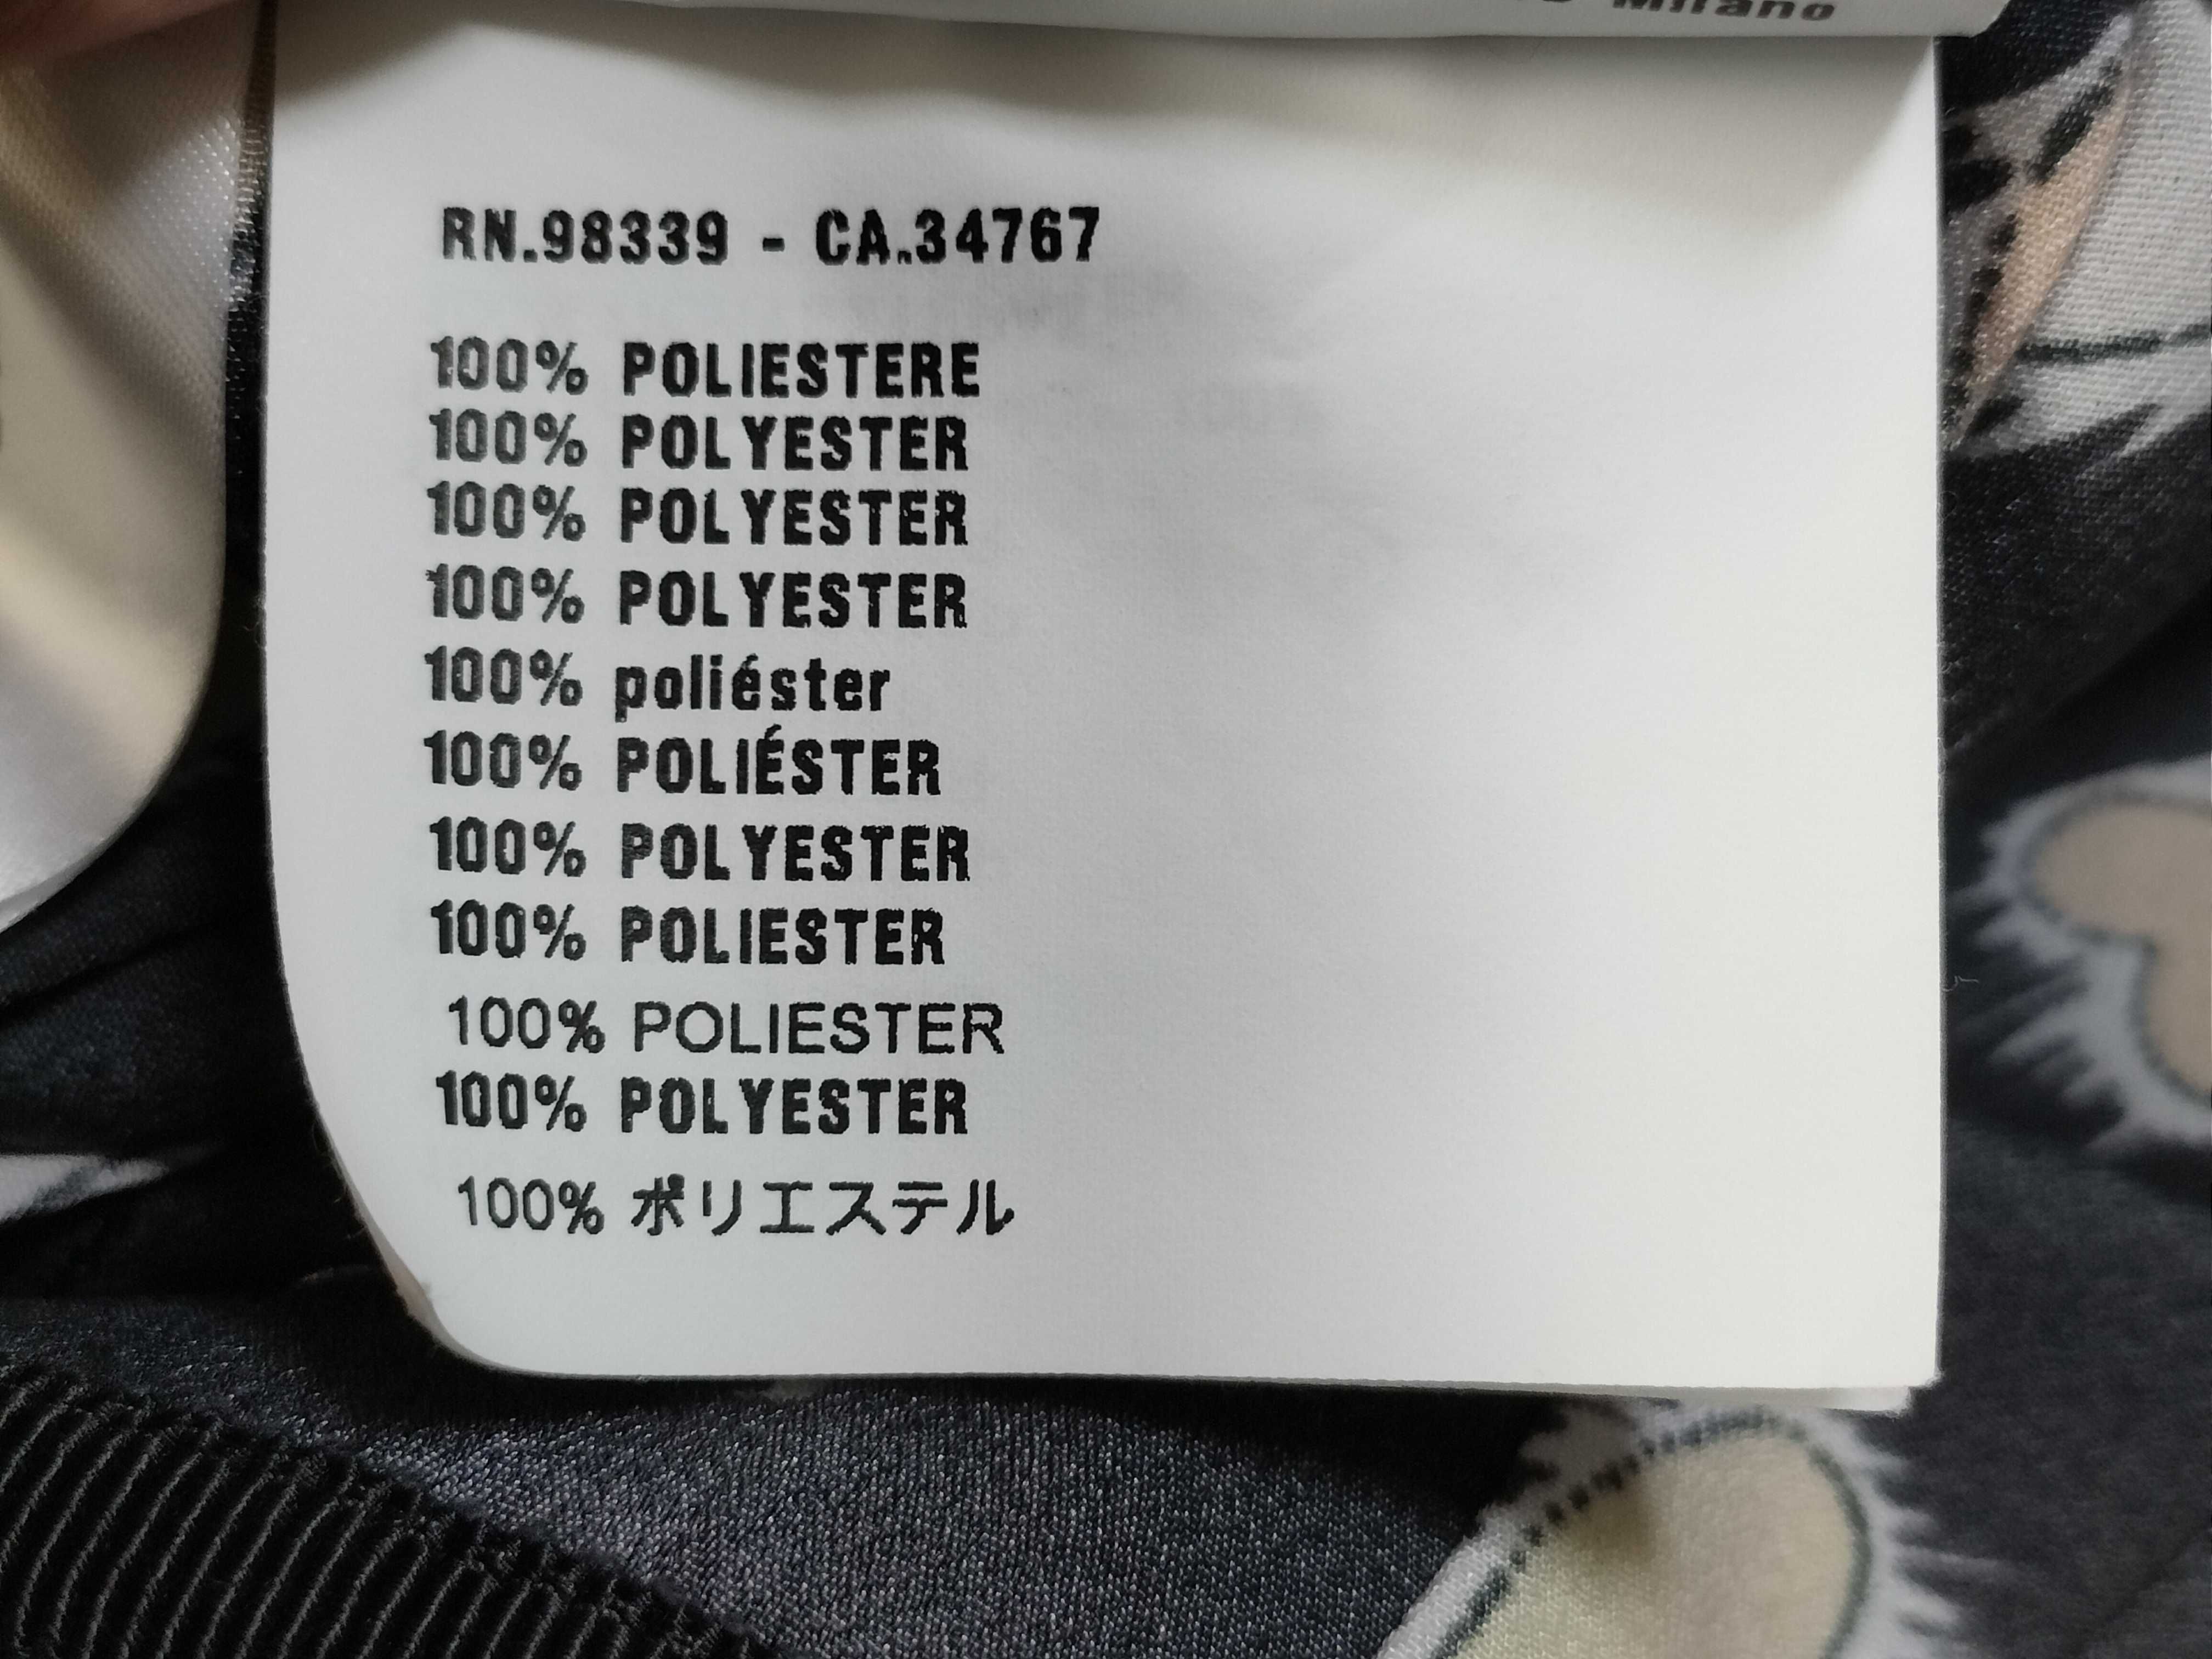 Milano
RN.98339 - CA.34767
100% POLIESTERE
100% POLYESTER
100% POLYESTER
100% POLYESTER
100% poliéster
100% POLIÉSTER
100% POLYESTER
100% POLIESTER
100% POLIESTER
100% POLYESTER
100% ポリエステル